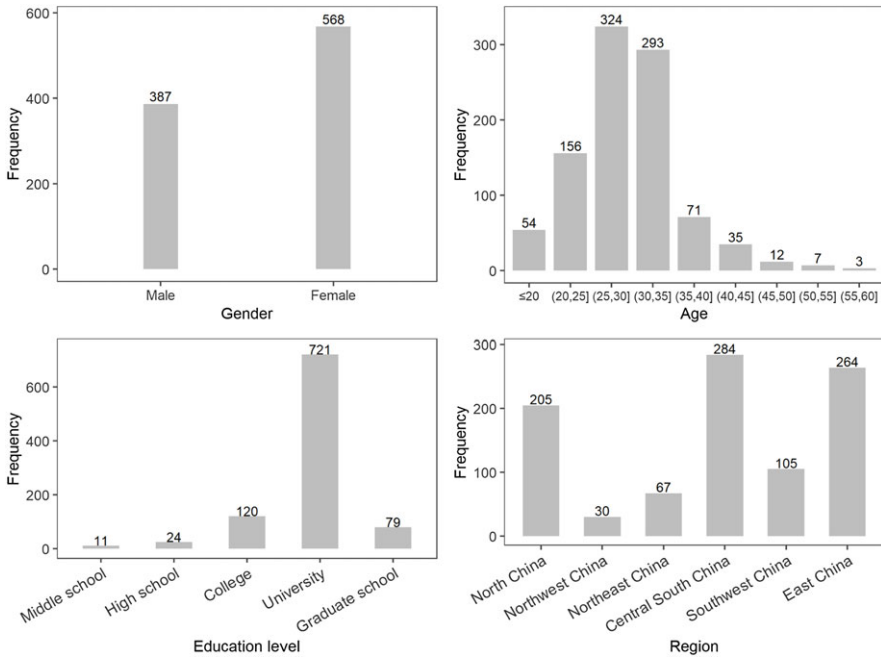 600
400
200
0
Frequency
387
568
Male Female
Gender
300
200
100
0
Frequency
54
156
324
293
71
35
12
7
3
≤20 (20,25] (25,30] (30,35] (35,40] (40,45] (45,50] (50,55] (55,60]
Age
600
400
200
0
Frequency
11
24
120
721
79
Middle school
High school
College
University
Graduate school
Education level
300
200
100
0
Frequency
205
30
67
284
105
264
North China
Northwest China
Northeast China
Central South China
Southwest China
East China
Region